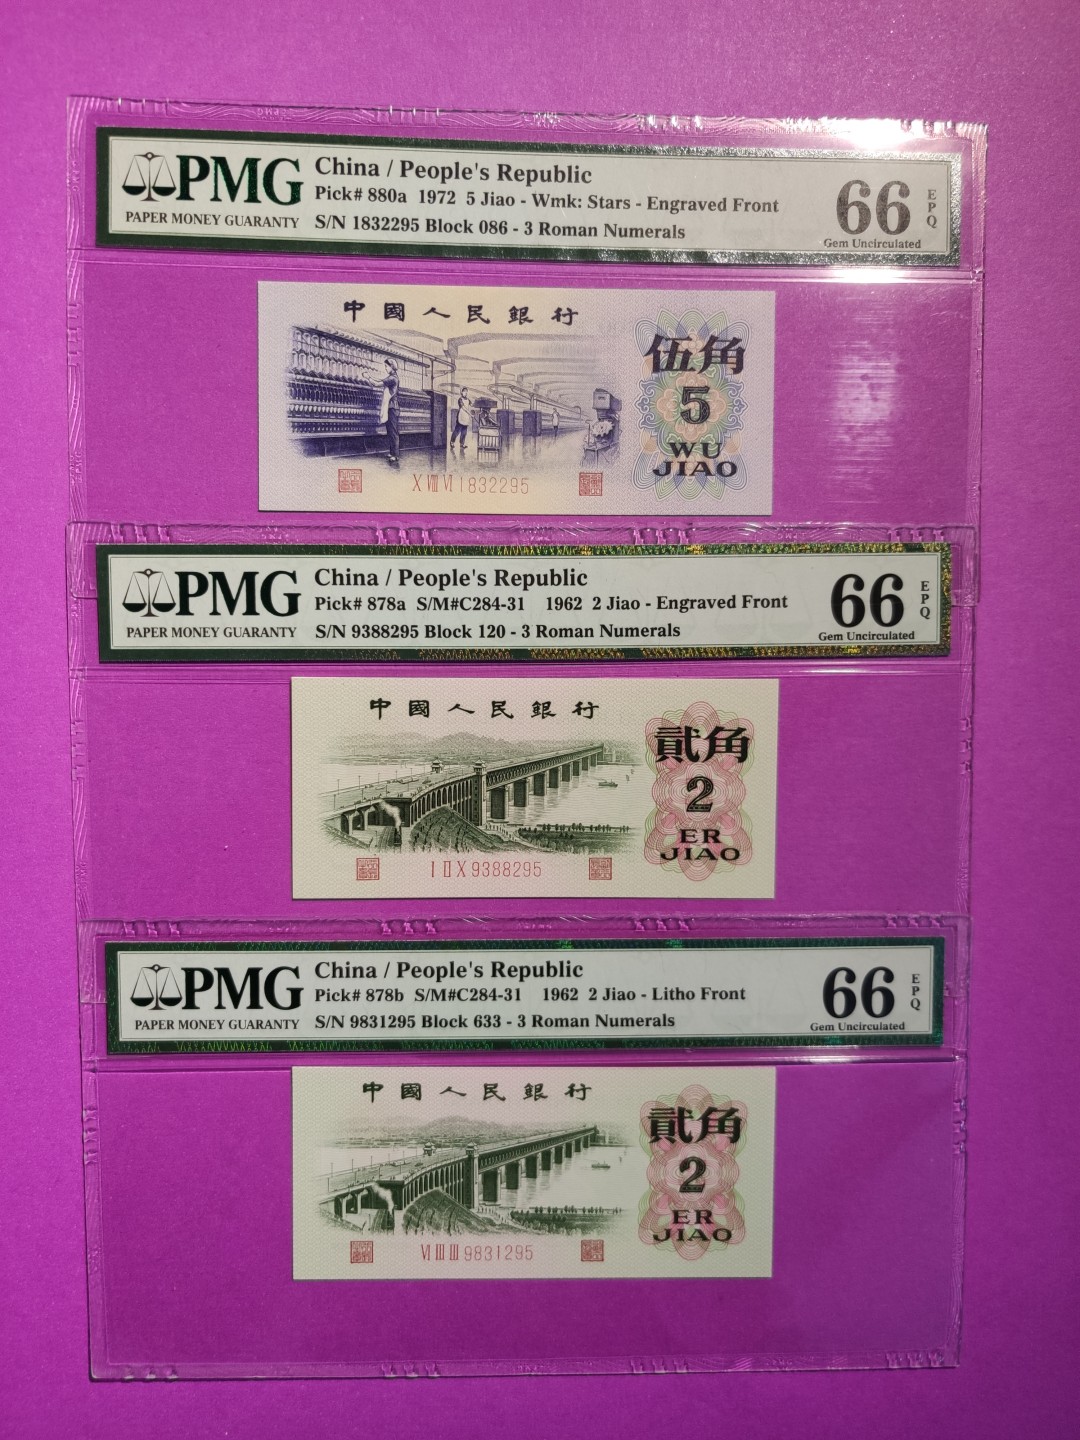 PMG
PAPER MONEY GUARANTY
China / People's Republic
Pick# 880a 1972 5 Jiao - Wmk: Stars - Engraved Front
S/N 1832295 Block 086 - 3 Roman Numerals
66 EPQ
Gem Uncirculated
中國人民銀行
伍角
5
WU
JIAO
X VIII VI 1832295
PMG
PAPER MONEY GUARANTY
China / People's Republic
Pick# 878a S/M#C284-31 1962 2 Jiao - Engraved Front
S/N 9388295 Block 120 - 3 Roman Numerals
66 EPQ
Gem Uncirculated
中國人民銀行
貳角
2
ER
JIAO
I II X 9388295
PMG
PAPER MONEY GUARANTY
China / People's Republic
Pick# 878b S/M#C284-31 1962 2 Jiao - Litho Front
S/N 9831295 Block 633 - 3 Roman Numerals
66 EPQ
Gem Uncirculated
中國人民銀行
貳角
2
ER
JIAO
VI III III 9831295